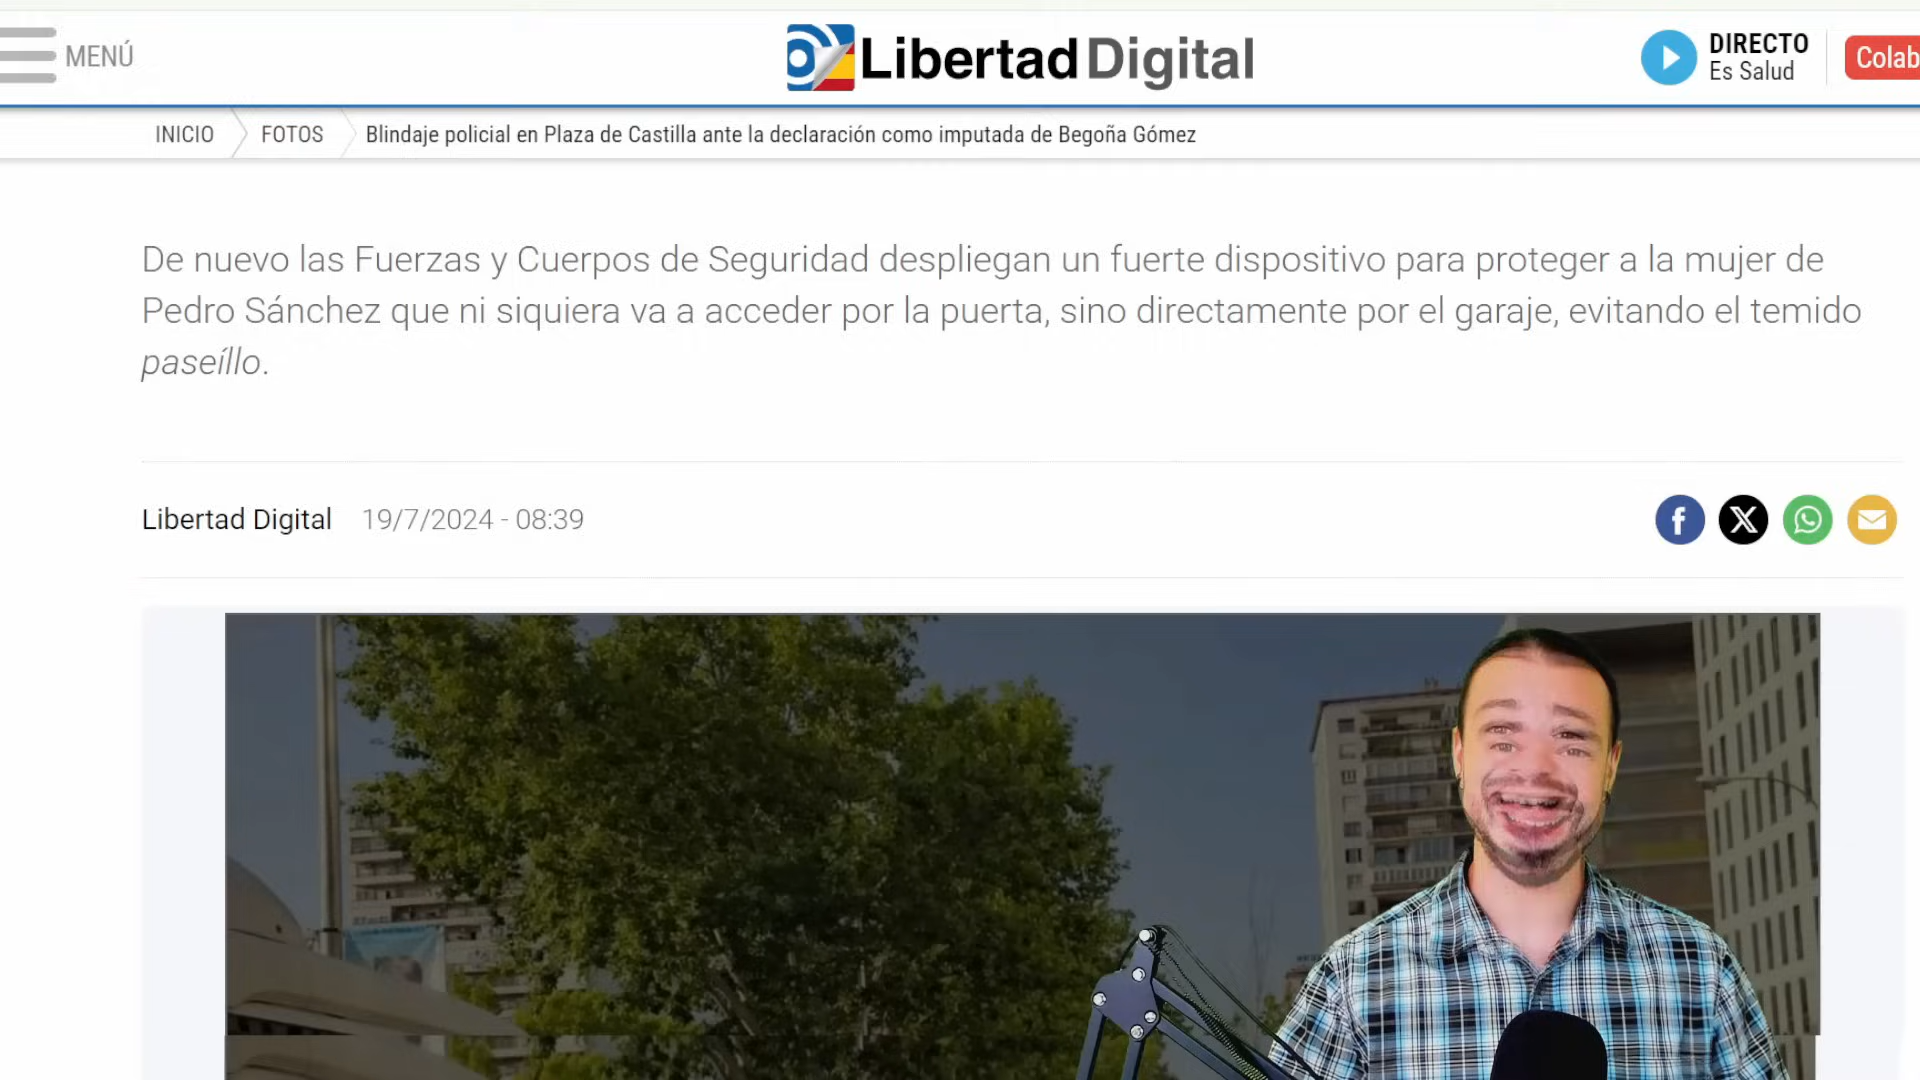 MENÚ
Libertad Digital
DIRECTO
Es Salud
Colab
INICIO
FOTOS
Blindaje policial en Plaza de Castilla ante la declaración como imputada de Begoña Gómez
De nuevo las Fuerzas y Cuerpos de Seguridad despliegan un fuerte dispositivo para proteger a la mujer de
Pedro Sánchez que ni siquiera va a acceder por la puerta, sino directamente por el garaje, evitando el temido
paseíllo.
Libertad Digital 19/7/2024 - 08:39